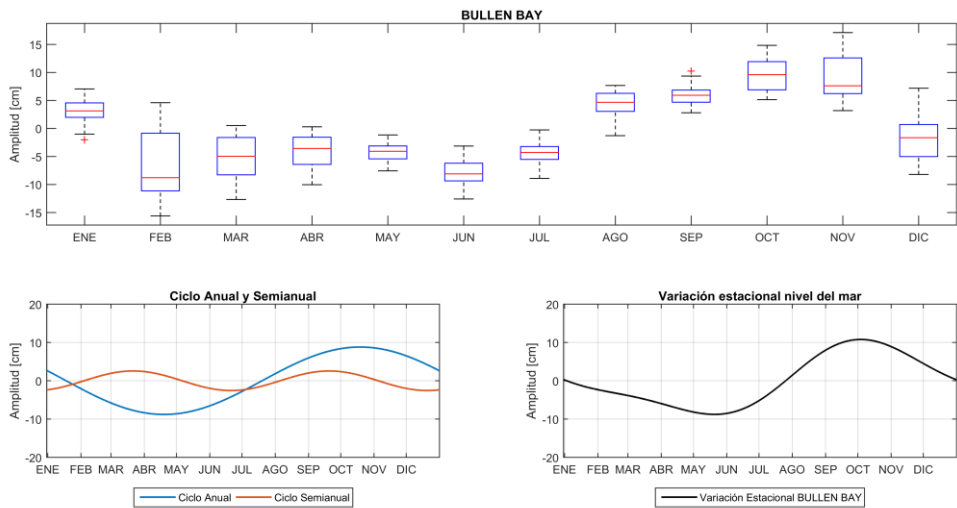 BULLEN BAY
Amplitud [cm]
15
10
5
0
-5
-10
-15
ENE FEB MAR ABR MAY JUN JUL AGO SEP OCT NOV DIC
Ciclo Anual y Semianual
Amplitud [cm]
20
10
0
-10
-20
ENE FEB MAR ABR MAY JUN JUL AGO SEP OCT NOV DIC
Ciclo Anual Ciclo Semianual
Variación estacional nivel del mar
Amplitud [cm]
20
10
0
-10
-20
ENE FEB MAR ABR MAY JUN JUL AGO SEP OCT NOV DIC
Variación Estacional BULLEN BAY